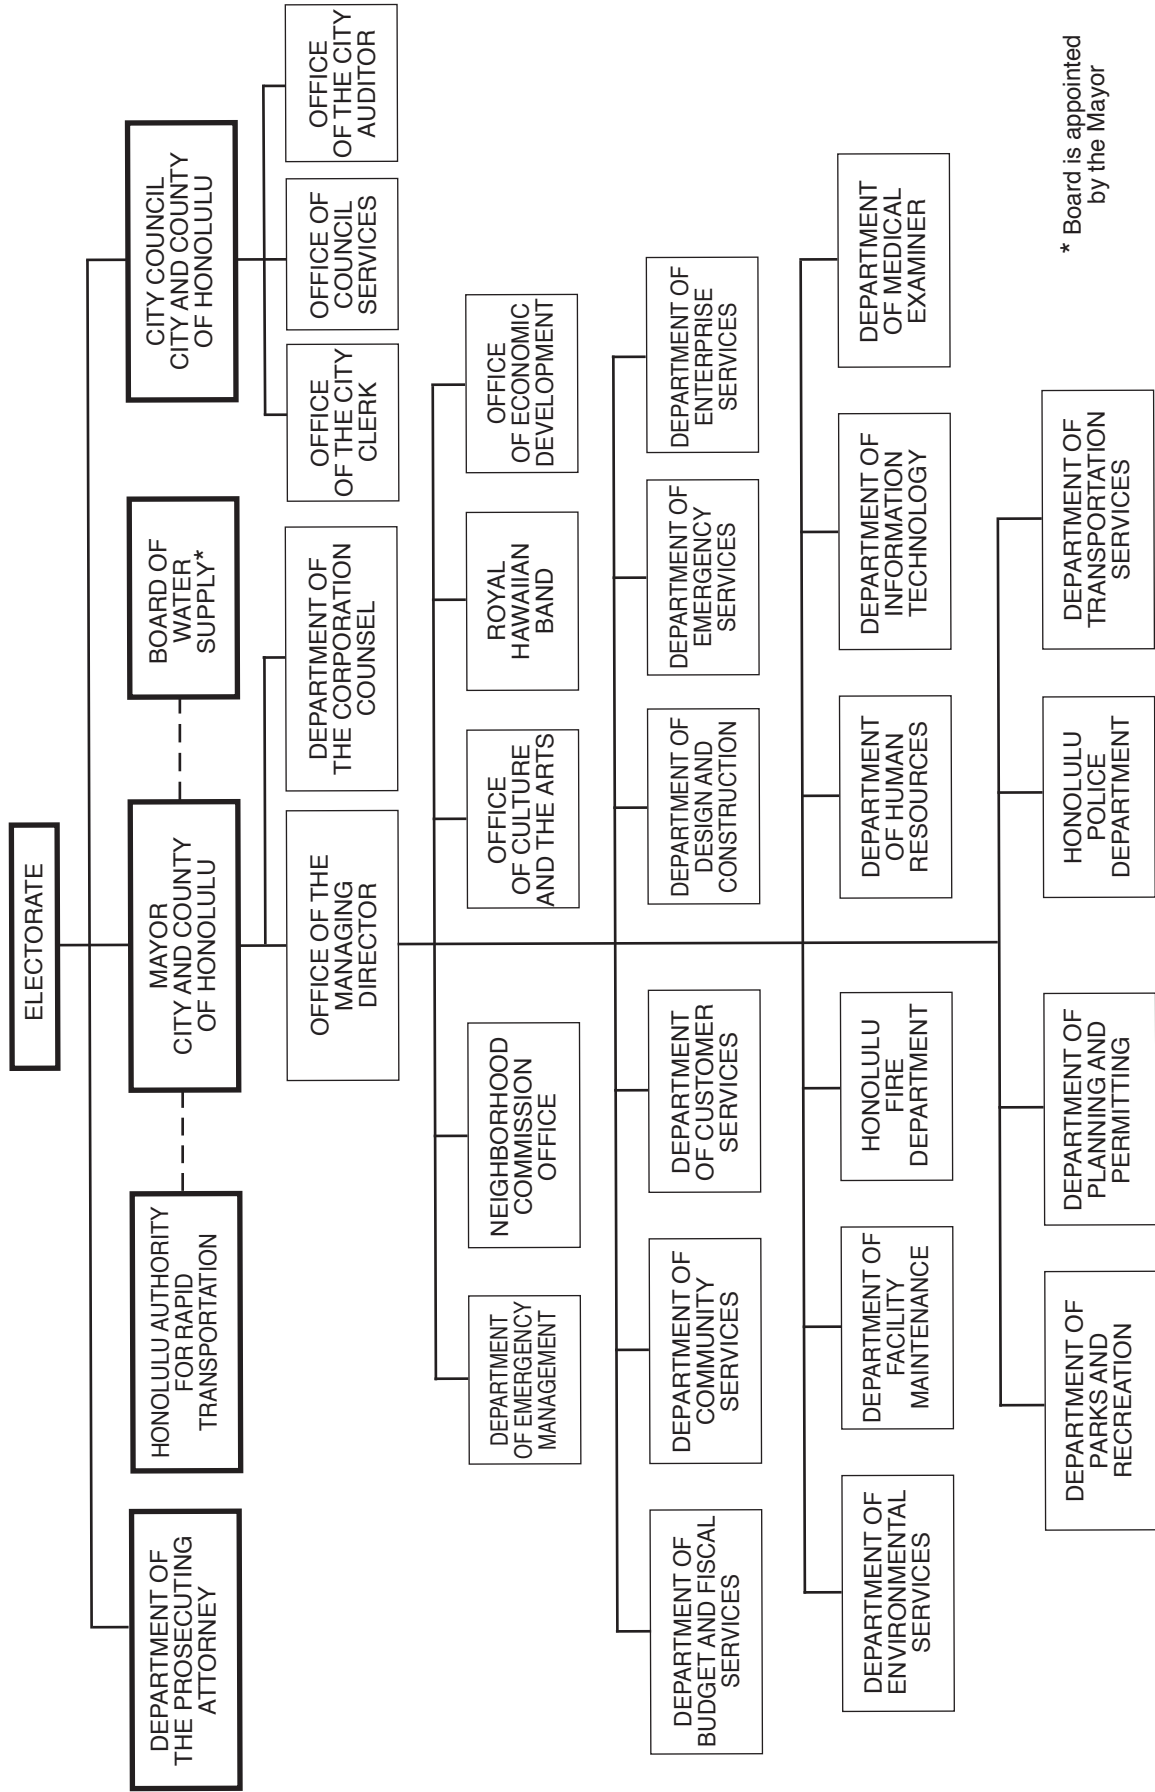 ELECTORATE
DEPARTMENT OF
THE PROSECUTING
ATTORNEY
HONOLULU AUTHORITY
FOR RAPID
TRANSPORTATION
MAYOR
CITY AND COUNTY
OF HONOLULU
BOARD OF
WATER
SUPPLY*
CITY COUNCIL
CITY AND COUNTY
OF HONOLULU
OFFICE OF THE
MANAGING
DIRECTOR
DEPARTMENT OF
THE CORPORATION
COUNSEL
OFFICE
OF THE CITY
CLERK
OFFICE OF
COUNCIL
SERVICES
OFFICE
OF THE CITY
AUDITOR
DEPARTMENT
OF EMERGENCY
MANAGEMENT
NEIGHBORHOOD
COMMISSION
OFFICE
OFFICE
OF CULTURE
AND THE ARTS
ROYAL
HAWAIIAN
BAND
OFFICE
OF ECONOMIC
DEVELOPMENT
DEPARTMENT OF
BUDGET AND FISCAL
SERVICES
DEPARTMENT OF
COMMUNITY
SERVICES
DEPARTMENT
OF CUSTOMER
SERVICES
DEPARTMENT OF
DESIGN AND
CONSTRUCTION
DEPARTMENT OF
EMERGENCY
SERVICES
DEPARTMENT OF
ENTERPRISE
SERVICES
DEPARTMENT OF
ENVIRONMENTAL
SERVICES
DEPARTMENT OF
FACILITY
MAINTENANCE
HONOLULU
FIRE
DEPARTMENT
DEPARTMENT
OF HUMAN
RESOURCES
DEPARTMENT OF
INFORMATION
TECHNOLOGY
DEPARTMENT
OF MEDICAL
EXAMINER
DEPARTMENT OF
PARKS AND
RECREATION
DEPARTMENT OF
PLANNING AND
PERMITTING
HONOLULU
POLICE
DEPARTMENT
DEPARTMENT OF
TRANSPORTATION
SERVICES
* Board is appointed
by the Mayor